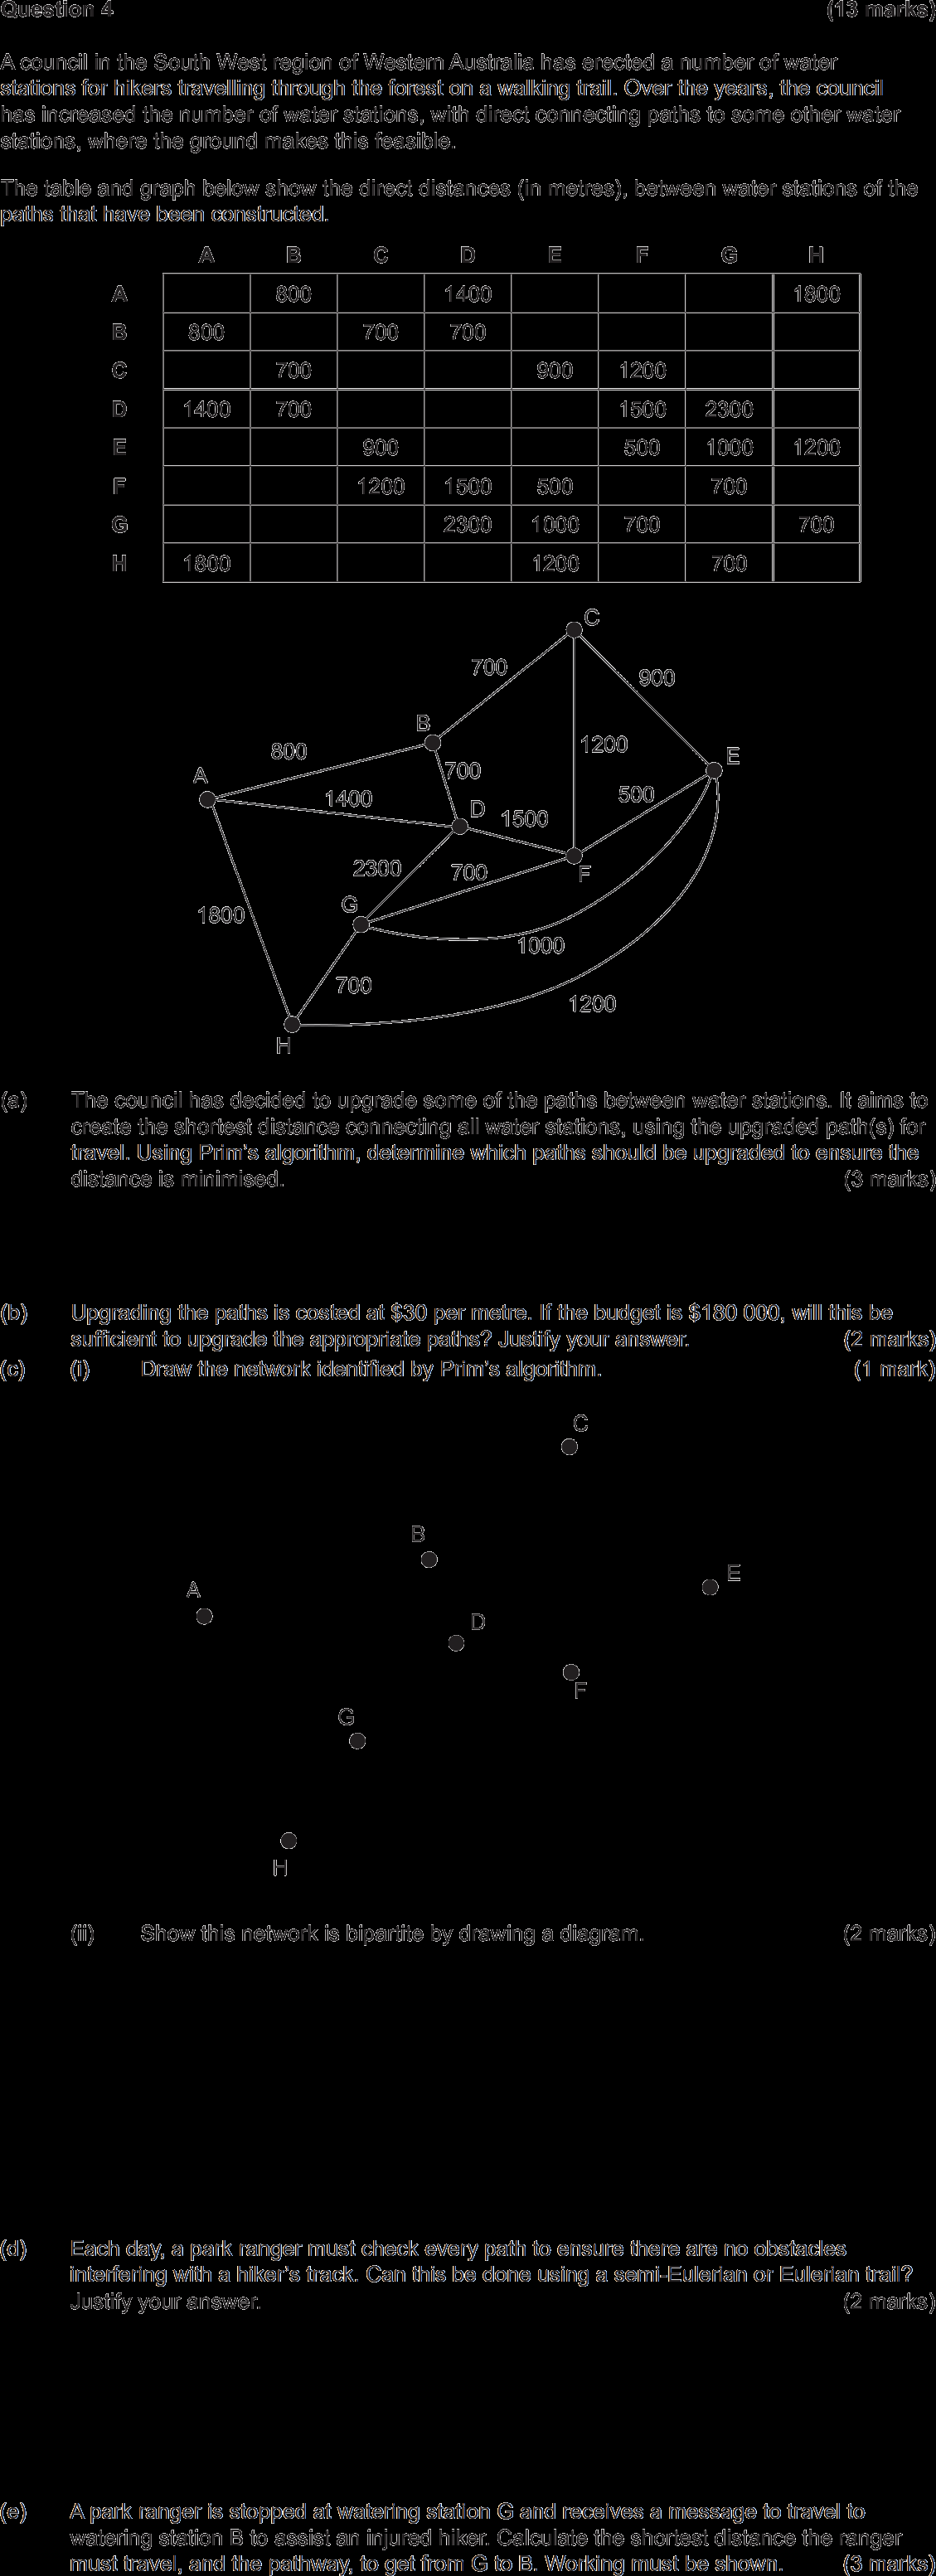 Question 4 (13 marks)
A council in the South West region of Western Australia has erected a number of water
stations for hikers travelling through the forest on a walking trail. Over the years, the council
has increased the number of water stations, with direct connecting paths to some other water
stations, where the ground makes this feasible.
The table and graph below show the direct distances (in metres), between water stations of the
paths that have been constructed.
A B C D E F G H
A 800 1400 1800
B 800 700 700
C 700 900 1200
D 1400 700 1500 2300
E 900 500 1000 1200
F 1200 1500 500 700
G 2300 1000 700 700
H 1800 1200 700
C
700
900
B
800
1200
E
A
700
1400
D
500
1500
2300
700
F
G
1800
1000
700
1200
H
(a) The council has decided to upgrade some of the paths between water stations. It aims to
create the shortest distance connecting all water stations, using the upgraded path(s) for
travel. Using Prim's algorithm, determine which paths should be upgraded to ensure the
distance is minimised. (3 marks)
(b) Upgrading the paths is costed at $30 per metre. If the budget is $180 000, will this be
sufficient to upgrade the appropriate paths? Justify your answer. (2 marks)
(c) (i) Draw the network identified by Prim's algorithm. (1 mark)
C
B
E
A
D
F
G
H
(ii) Show this network is bipartite by drawing a diagram. (2 marks)
(d) Each day, a park ranger must check every path to ensure there are no obstacles
interfering with a hiker's track. Can this be done using a semi-Eulerian or Eulerian trail?
Justify your answer. (2 marks)
(e) A park ranger is stopped at watering station G and receives a message to travel to
watering station B to assist an injured hiker. Calculate the shortest distance the ranger
must travel, and the pathway, to get from G to B. Working must be shown. (3 marks)